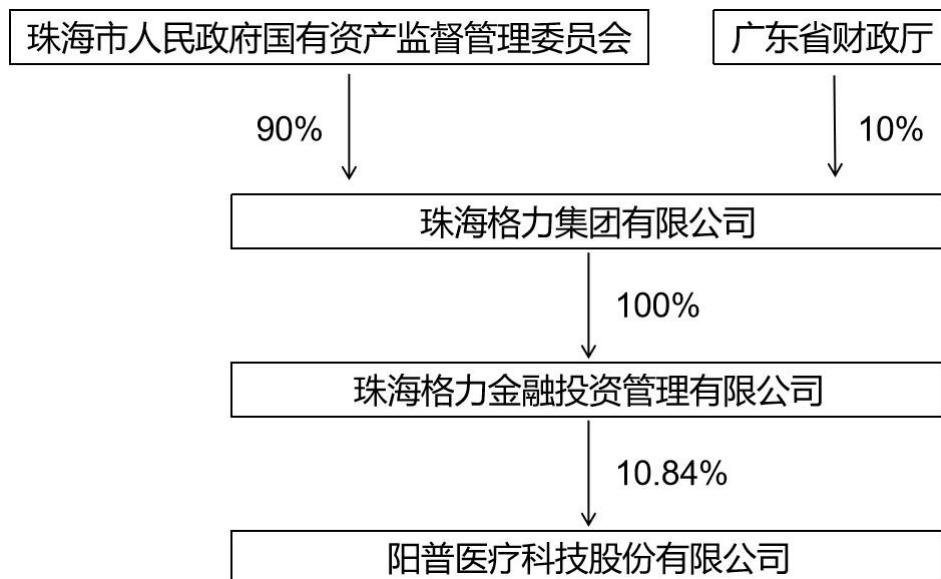 珠海市人民政府国有资产监督管理委员会
广东省财政厅
90%
10%
珠海格力集团有限公司
100%
珠海格力金融投资管理有限公司
10.84%
阳普医疗科技股份有限公司